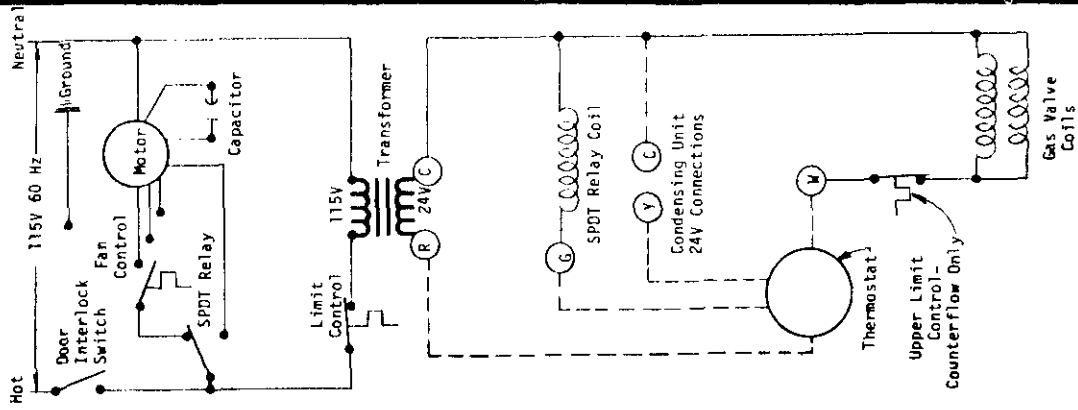 Neutral
115V 60 Hz
Hot
Ground
Door
Interlock
Switch
Fan
Control
SPDT Relay
Motor
Capacitor
Limit
Control
115V
24V
Transformer
R
C
G
SPDT Relay Coil
Y
C
Condensing Unit
24V Connections
W
Thermostat
Upper Limit
Control-
Counterflow Only
Gas Valve
Coils